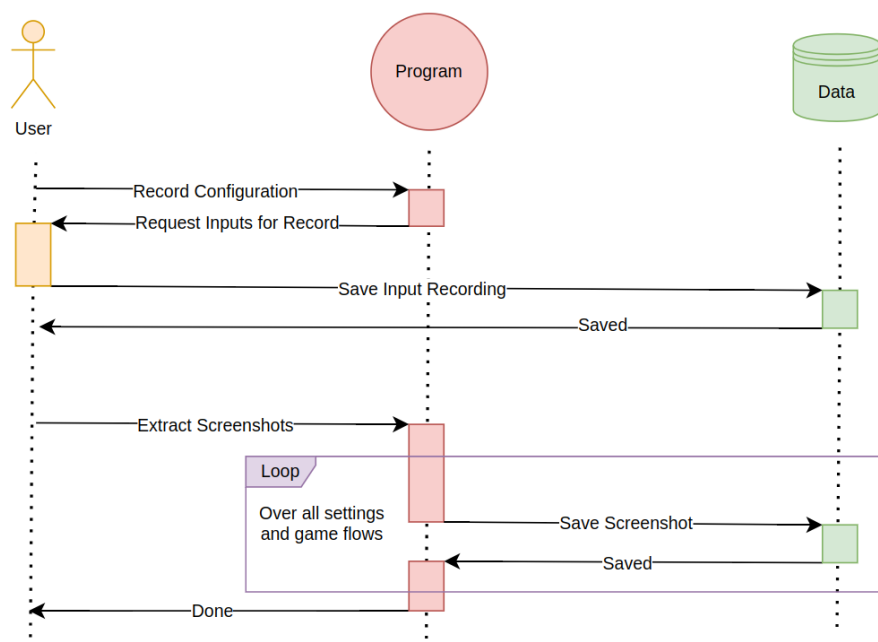 Program
Data
User
Record Configuration
Request Inputs for Record
Save Input Recording
Saved
Extract Screenshots
Loop
Over all settings
and game flows
Save Screenshot
Saved
Done